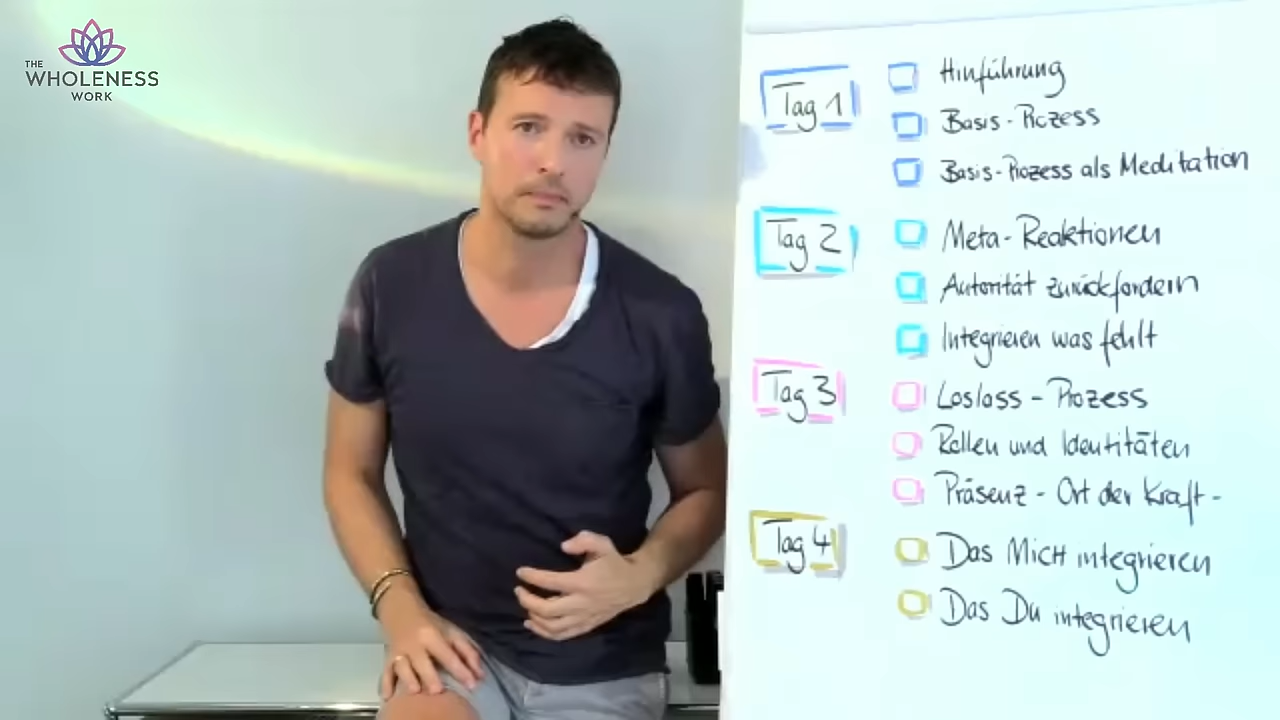 THE
WHOLENESS
WORK
Tag 1
Hinführung
Basis-Prozess
Basis-Prozess als Meditation
Tag 2
Meta-Reaktionen
Autorität zurückfordern
Integrieren was fehlt
Tag 3
Loslass - Prozess
Rollen und Identitäten
Präsenz - Ort der Kraft -
Tag 4
Das MICH integrieren
Das Du integrieren